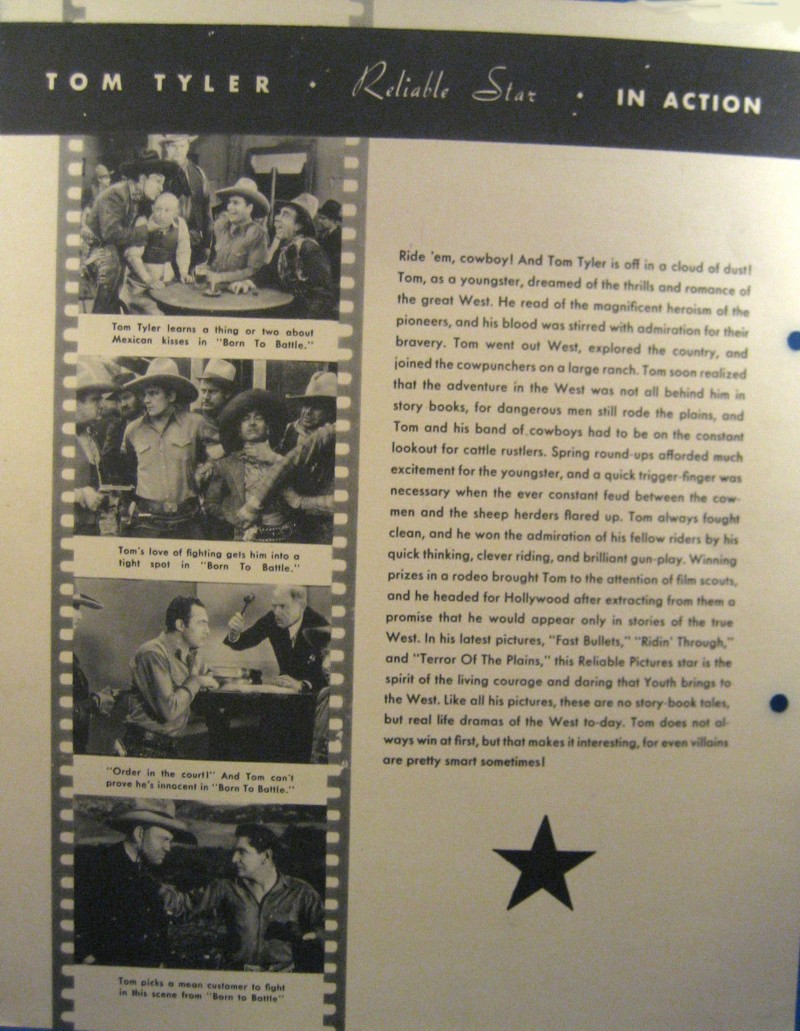 TOM TYLER • Reliable Star • IN ACTION
Tom Tyler learns a thing or two about
Mexican kisses in "Born To Battle."
Tom's love of fighting gets him into a
tight spot in "Born To Battle."
"Order in the court!" And Tom can't
prove he's innocent in "Born To Battle."
Tom picks a mean customer to fight
in this scene from "Born to Battle"
Ride 'em, cowboy! And Tom Tyler is off in a cloud of dust!
Tom, as a youngster, dreamed of the thrills and romance of
the great West. He read of the magnificent heroism of the
pioneers, and his blood was stirred with admiration for their
bravery. Tom went out West, explored the country, and
joined the cowpunchers on a large ranch. Tom soon realized
that the adventure in the West was not all behind him in
story books, for dangerous men still rode the plains, and
Tom and his band of cowboys had to be on the constant
lookout for cattle rustlers. Spring round-ups afforded much
excitement for the youngster, and a quick trigger-finger was
necessary when the ever constant feud between the cow-
men and the sheep herders flared up. Tom always fought
clean, and he won the admiration of his fellow riders by his
quick thinking, clever riding, and brilliant gun-play. Winning
prizes in a rodeo brought Tom to the attention of film scouts,
and he headed for Hollywood after extracting from them a
promise that he would appear only in stories of the true
West. In his latest pictures, "Fast Bullets," "Ridin' Through,"
and "Terror Of The Plains," this Reliable Pictures star is the
spirit of the living courage and daring that Youth brings to
the West. Like all his pictures, these are no story-book tales,
but real life dramas of the West to-day. Tom does not al-
ways win at first, but that makes it interesting, for even villains
are pretty smart sometimes!